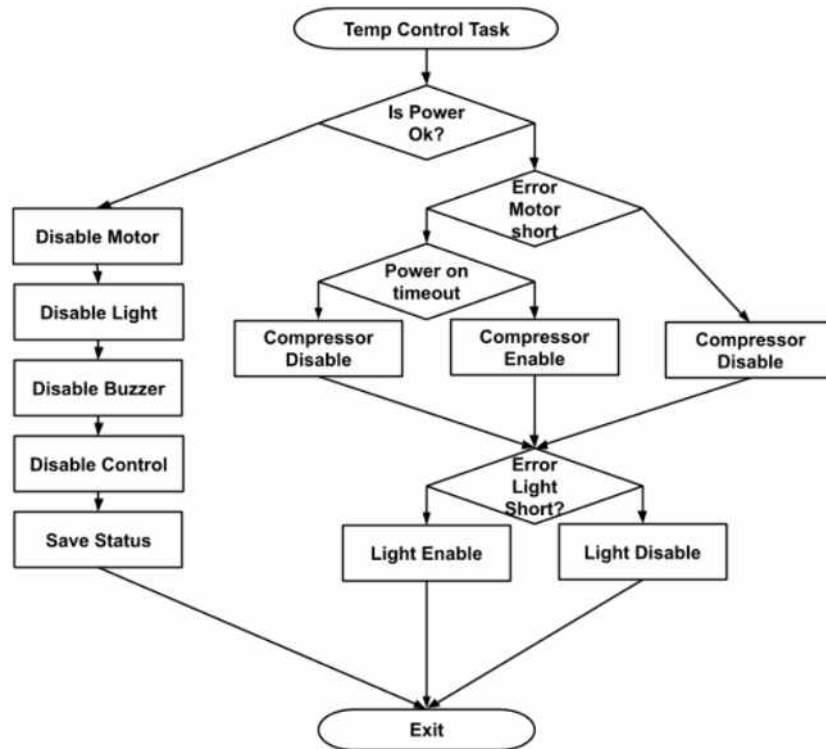 Temp Control Task
Is Power
Ok?
Error
Motor
short
Disable Motor
Power on
timeout
Disable Light
Compressor
Disable
Compressor
Enable
Compressor
Disable
Disable Buzzer
Disable Control
Error
Light
Short?
Save Status
Light Enable
Light Disable
Exit